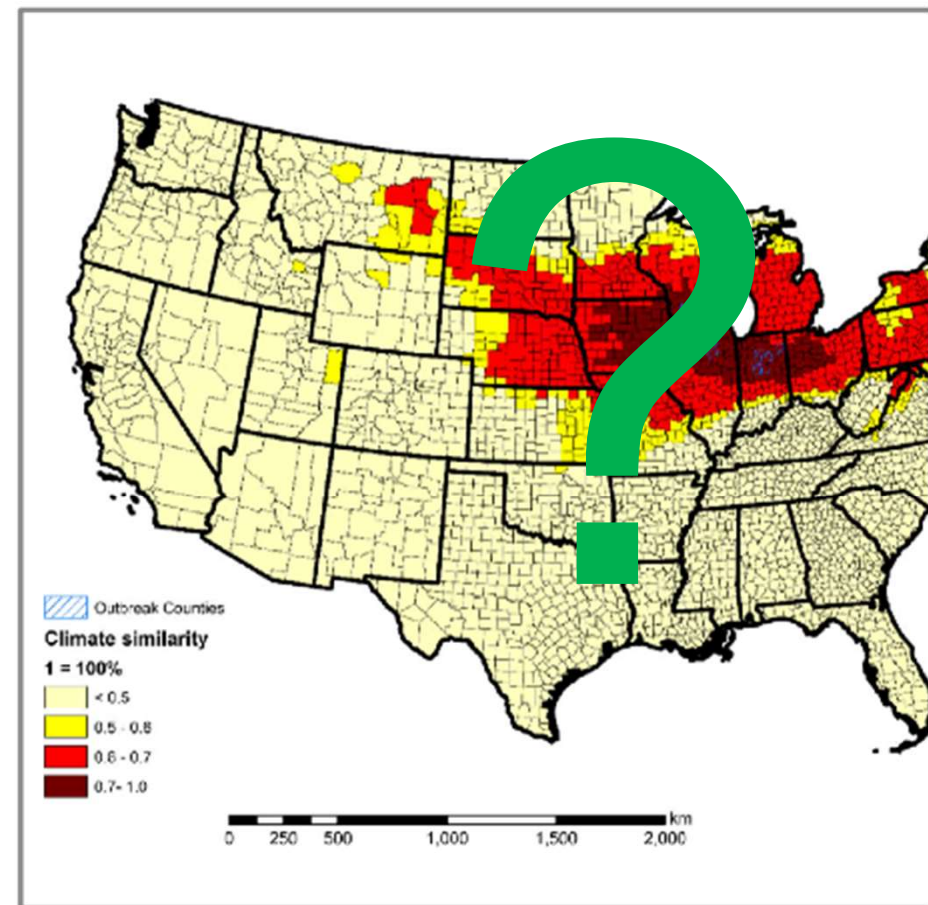 ?
Outbreak Counties
Climate similarity
1 = 100%
< 0.5
0.5 - 0.6
0.6 - 0.7
0.7- 1.0
km
0 250 500 1,000 1,500 2,000